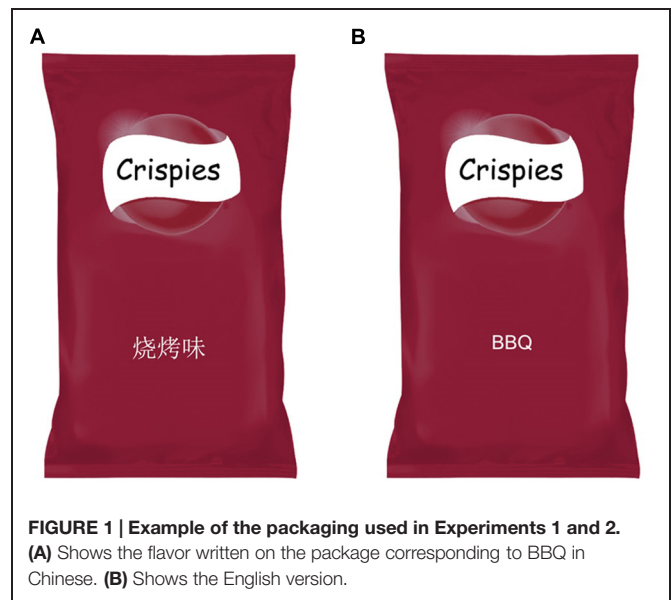 A
B
Crispies
Crispies
烧烤味
BBQ
FIGURE 1 | Example of the packaging used in Experiments 1 and 2.
(A) Shows the flavor written on the package corresponding to BBQ in
Chinese. (B) Shows the English version.